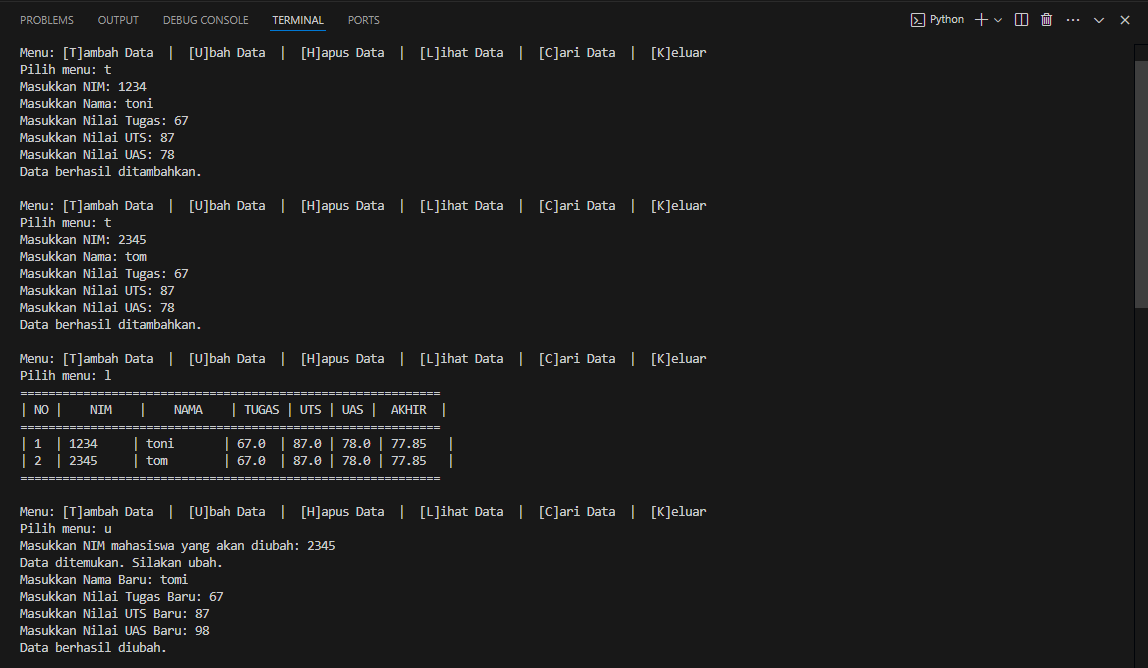 PROBLEMS OUTPUT DEBUG CONSOLE TERMINAL PORTS Python
Menu: [T]ambah Data | [U]bah Data | [H]apus Data | [L]ihat Data | [C]ari Data | [K]eluar
Pilih menu: t
Masukkan NIM: 1234
Masukkan Nama: toni
Masukkan Nilai Tugas: 67
Masukkan Nilai UTS: 87
Masukkan Nilai UAS: 78
Data berhasil ditambahkan.
Menu: [T]ambah Data | [U]bah Data | [H]apus Data | [L]ihat Data | [C]ari Data | [K]eluar
Pilih menu: t
Masukkan NIM: 2345
Masukkan Nama: tom
Masukkan Nilai Tugas: 67
Masukkan Nilai UTS: 87
Masukkan Nilai UAS: 78
Data berhasil ditambahkan.
Menu: [T]ambah Data | [U]bah Data | [H]apus Data | [L]ihat Data | [C]ari Data | [K]eluar
Pilih menu: l
============================================================
| NO |    NIM    |    NAMA    | TUGAS | UTS | UAS |  AKHIR  |
============================================================
| 1  | 1234     | toni       | 67.0  | 87.0 | 78.0 | 77.85   |
| 2  | 2345     | tom        | 67.0  | 87.0 | 78.0 | 77.85   |
============================================================
Menu: [T]ambah Data | [U]bah Data | [H]apus Data | [L]ihat Data | [C]ari Data | [K]eluar
Pilih menu: u
Masukkan NIM mahasiswa yang akan diubah: 2345
Data ditemukan. Silakan ubah.
Masukkan Nama Baru: tomi
Masukkan Nilai Tugas Baru: 67
Masukkan Nilai UTS Baru: 87
Masukkan Nilai UAS Baru: 98
Data berhasil diubah.